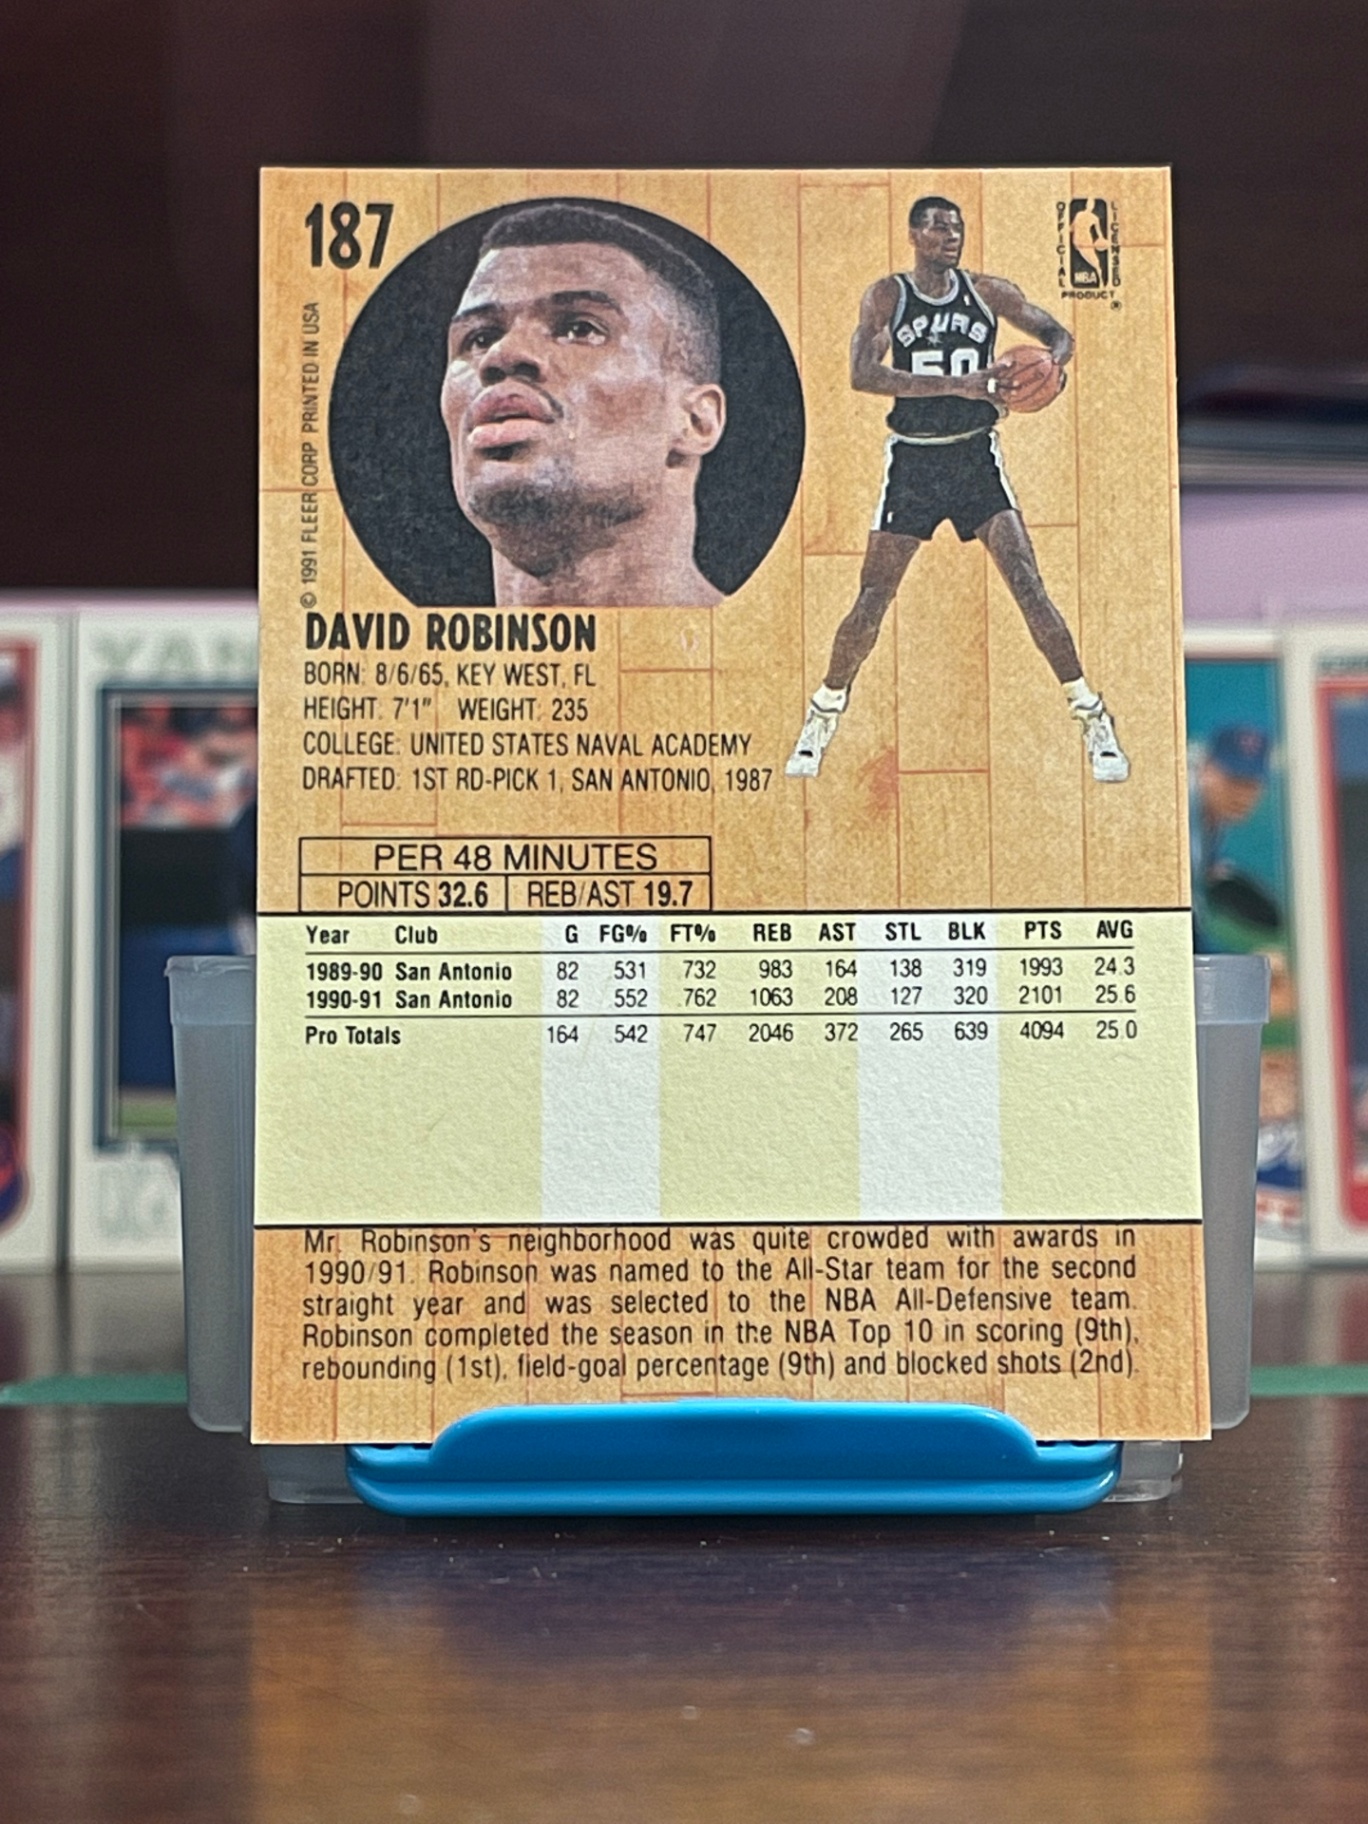 187
© 1991 FLEER CORP PRINTED IN USA
SPURS
50
OFFICIAL LICENSED
NBA
PRODUCT
®
DAVID ROBINSON
BORN: 8/6/65, KEY WEST, FL
HEIGHT: 7'1" WEIGHT: 235
COLLEGE: UNITED STATES NAVAL ACADEMY
DRAFTED: 1ST RD-PICK 1, SAN ANTONIO, 1987
PER 48 MINUTES
POINTS 32.6 REB/AST 19.7
Year Club G FG% FT% REB AST STL BLK PTS AVG
1989-90 San Antonio 82 .531 .732 983 164 138 319 1993 24.3
1990-91 San Antonio 82 .552 .762 1063 208 127 320 2101 25.6
Pro Totals 164 .542 .747 2046 372 265 639 4094 25.0
Mr. Robinson's neighborhood was quite crowded with awards in
1990/91. Robinson was named to the All-Star team for the second
straight year and was selected to the NBA All-Defensive team.
Robinson completed the season in the NBA Top 10 in scoring (9th),
rebounding (1st), field-goal percentage (9th) and blocked shots (2nd).